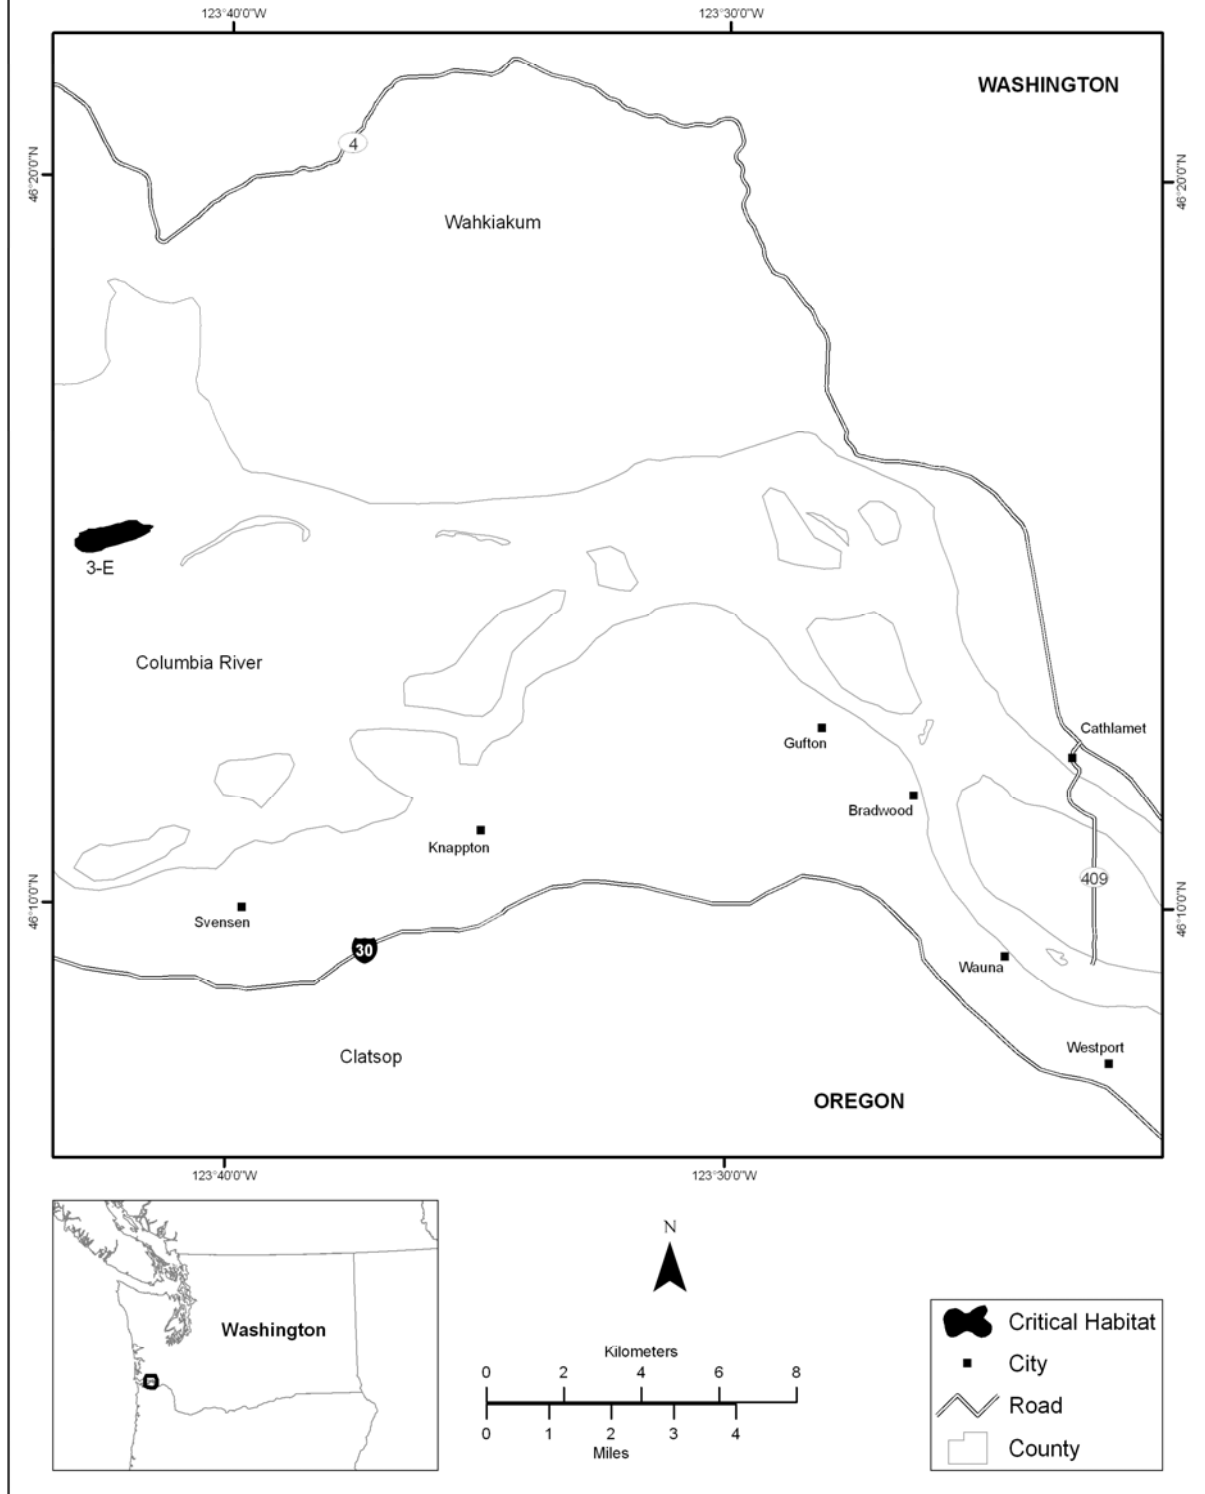 123°40'0"W
123°30'0"W
WASHINGTON
4
46°20'0"N
46°20'0"N
Wahkiakum
3-E
Columbia River
Cathlamet
Gufton
Bradwood
Knappton
409
46°10'0"N
46°10'0"N
Svensen
30
Wauna
Westport
Clatsop
OREGON
123°40'0"W
123°30'0"W
N
Washington
Kilometers
0 2 4 6 8
0 1 2 3 4
Miles
Critical Habitat
City
Road
County